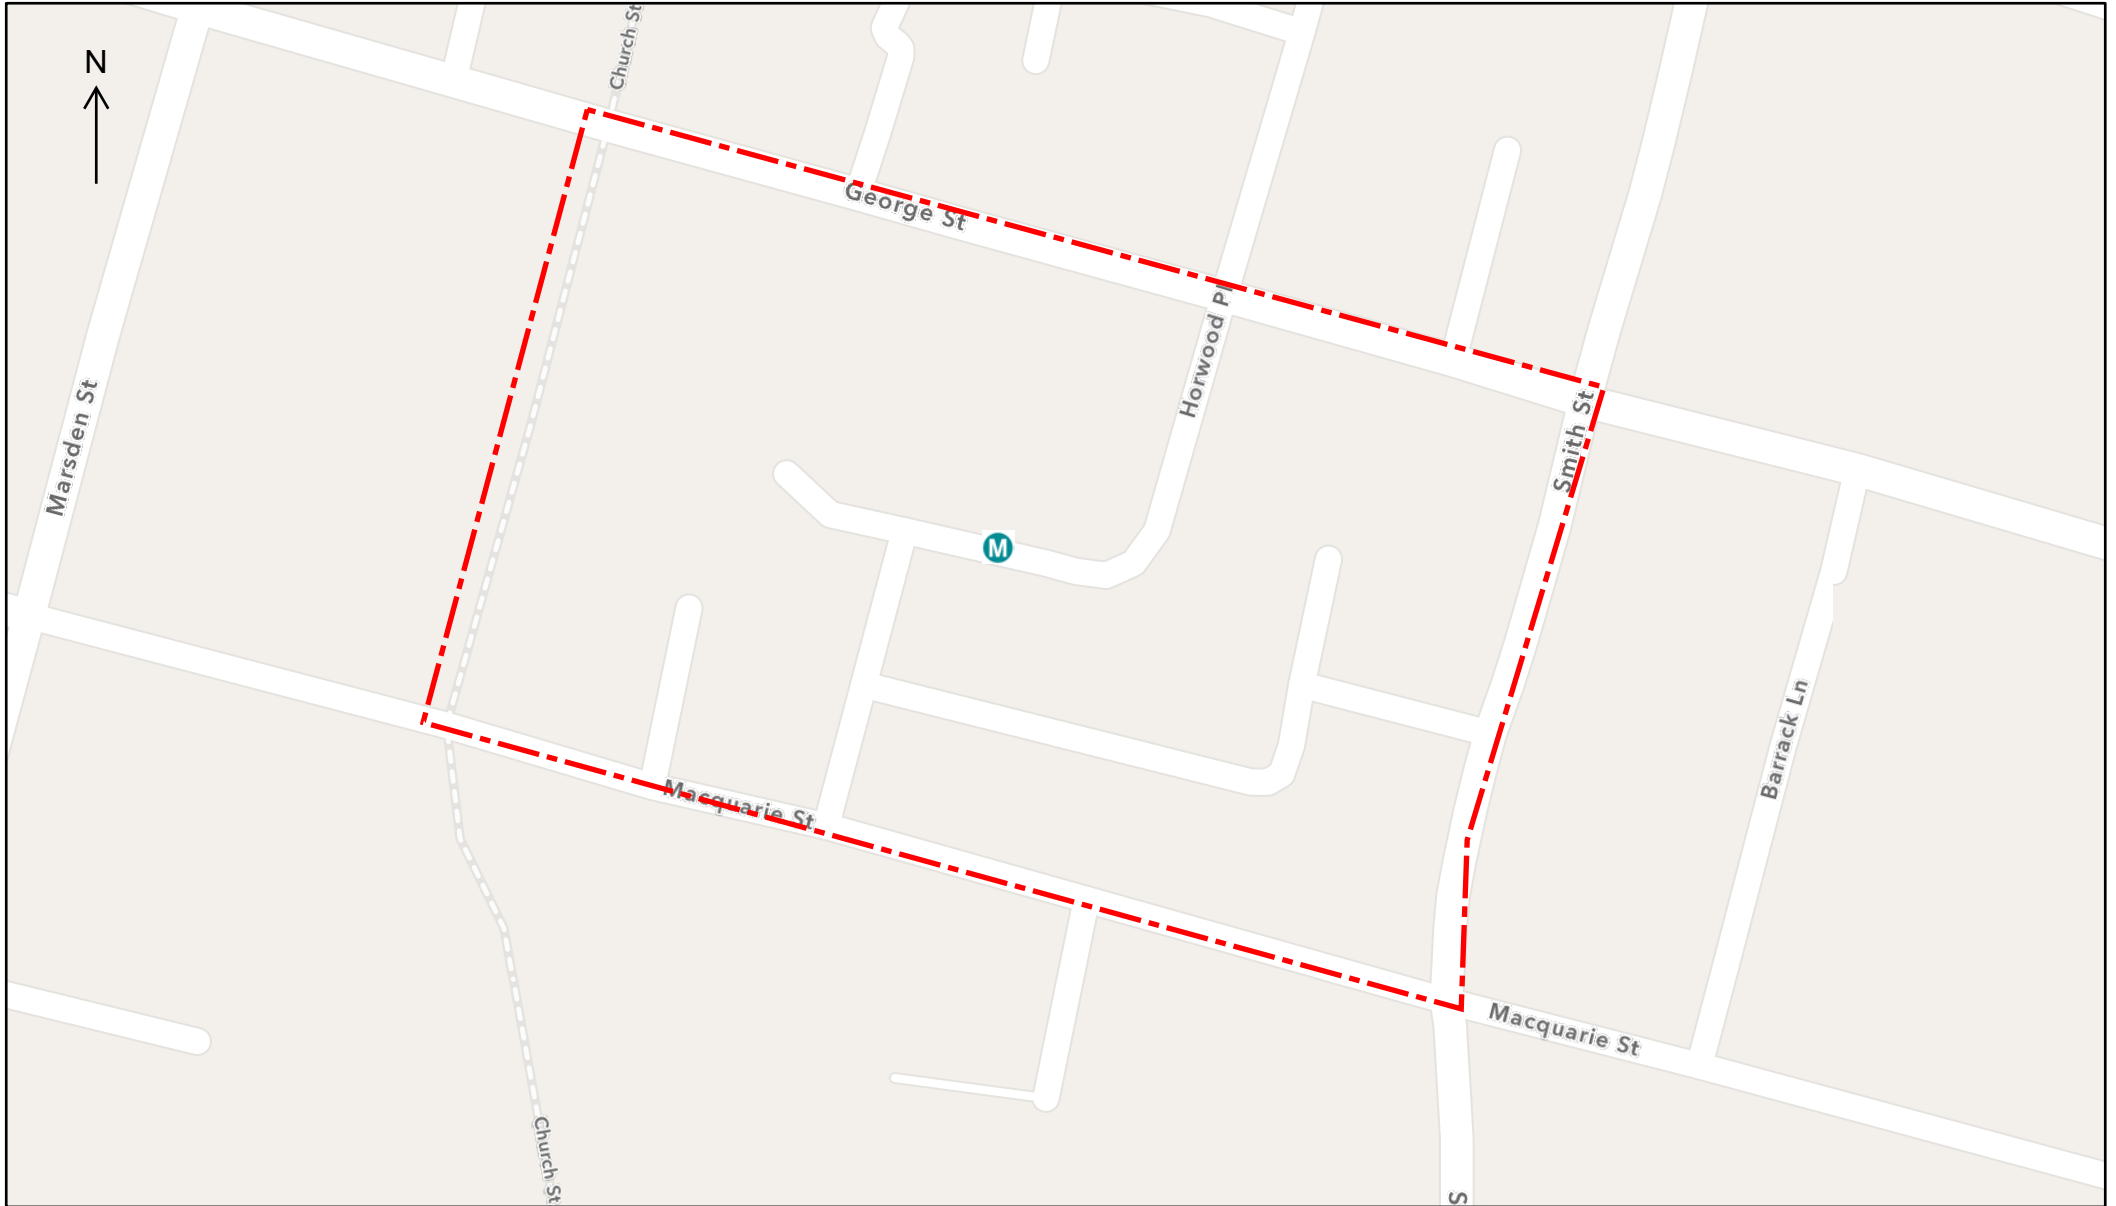 Church St
N
George St
Horwood Pl
Marsden St
Smith St
M
Barrack Ln
Macquarie St
Macquarie St
Church St
S